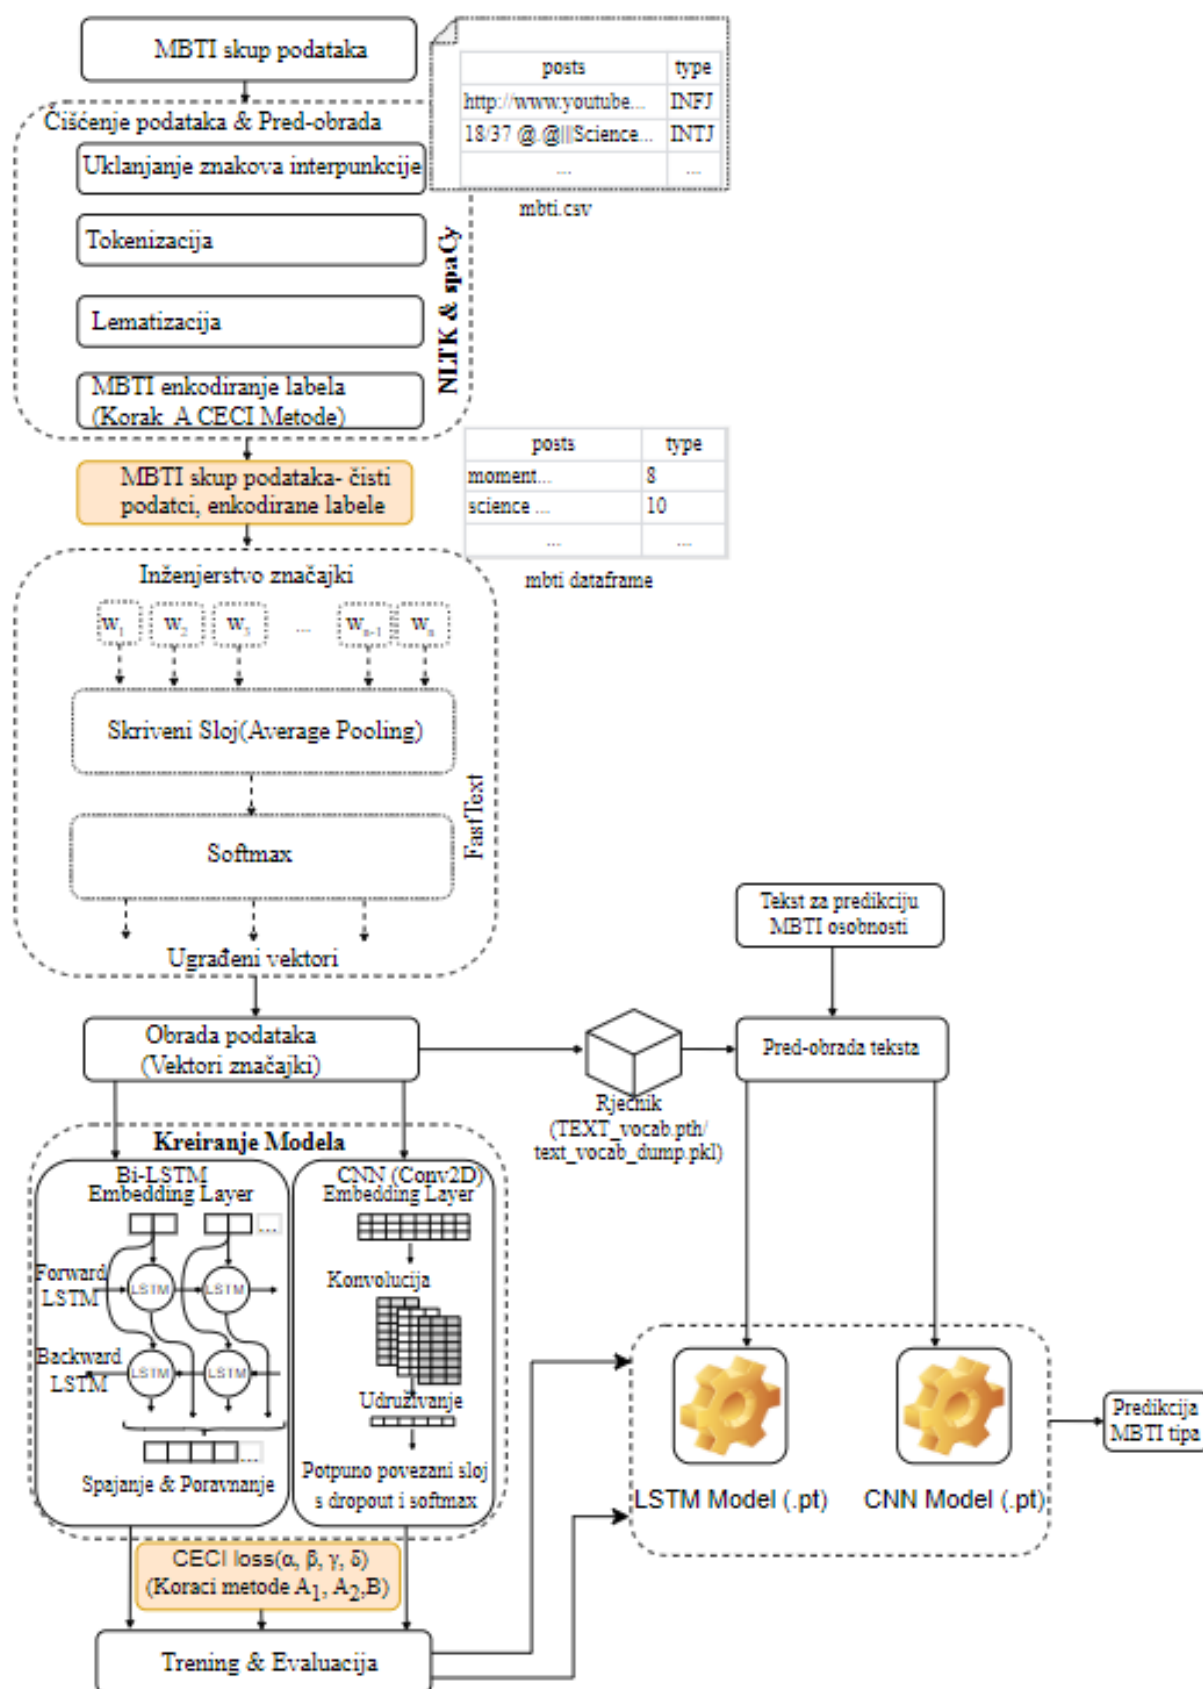 MBTI skup podataka
posts type
http://www.youtube... INFJ
18/37 @.@|||Science... INTJ
... ...
mbti.csv
Čišćenje podataka & Pred-obrada
Uklanjanje znakova interpunkcije
Tokenizacija
Lematizacija
MBTI enkodiranje labela
(Korak A CECI Metode)
NLTK & spaCy
MBTI skup podataka- čisti
podatci, enkodirane labele
posts type
moment... 8
science ... 10
... ...
mbti dataframe
Inženjerstvo značajki
W1 W2 W3 ... Wn-1 Wn
Skriveni Sloj(Average Pooling)
Softmax
FastText
Ugrađeni vektori
Obrada podataka
(Vektori značajki)
Rječnik
(TEXT_vocab.pth/
text_vocab_dump.pkl)
Tekst za predikciju
MBTI osobnosti
Pred-obrada teksta
Kreiranje Modela
Bi-LSTM
Embedding Layer
...
Forward
LSTM
LSTM LSTM
Backward
LSTM
LSTM LSTM
...
Spajanje & Poravnanje
CNN (Conv2D)
Embedding Layer
Konvolucija
Udruživanje
Potpuno povezani sloj
s dropout i softmax
CECI loss(α, β, γ, δ)
(Koraci metode A1, A2,B)
Trening & Evaluacija
LSTM Model (.pt)
CNN Model (.pt)
Predikcija
MBTI tipa